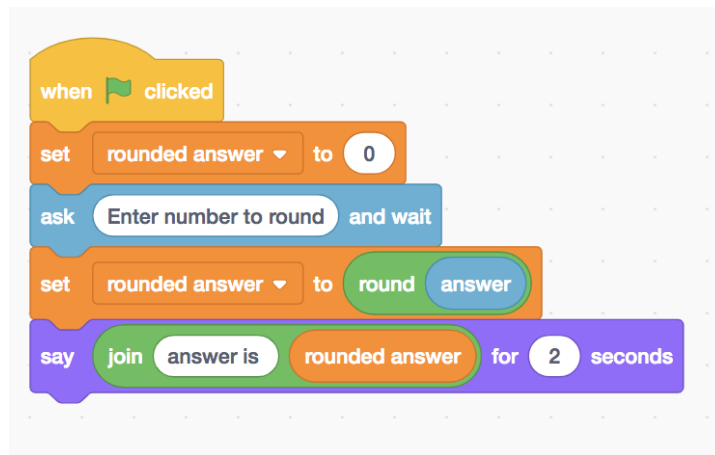 when clicked
set rounded answer to 0
ask Enter number to round and wait
set rounded answer to round answer
say join answer is rounded answer for 2 seconds